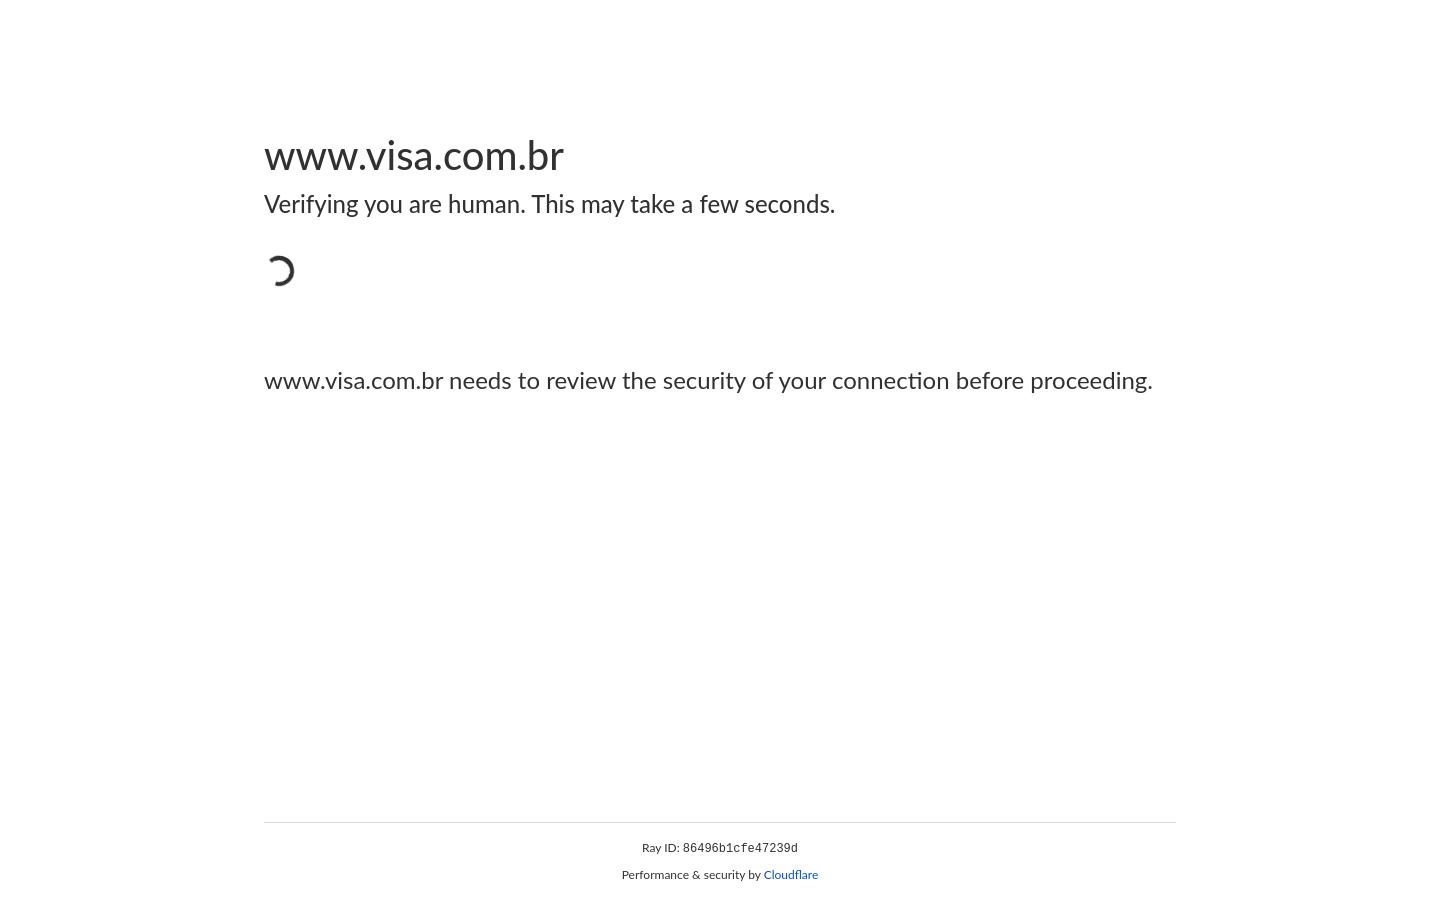 www.visa.com.br
Verifying you are human. This may take a few seconds.
www.visa.com.br needs to review the security of your connection before proceeding.
Ray ID: 86496b1cfe47239d
Performance & security by Cloudflare